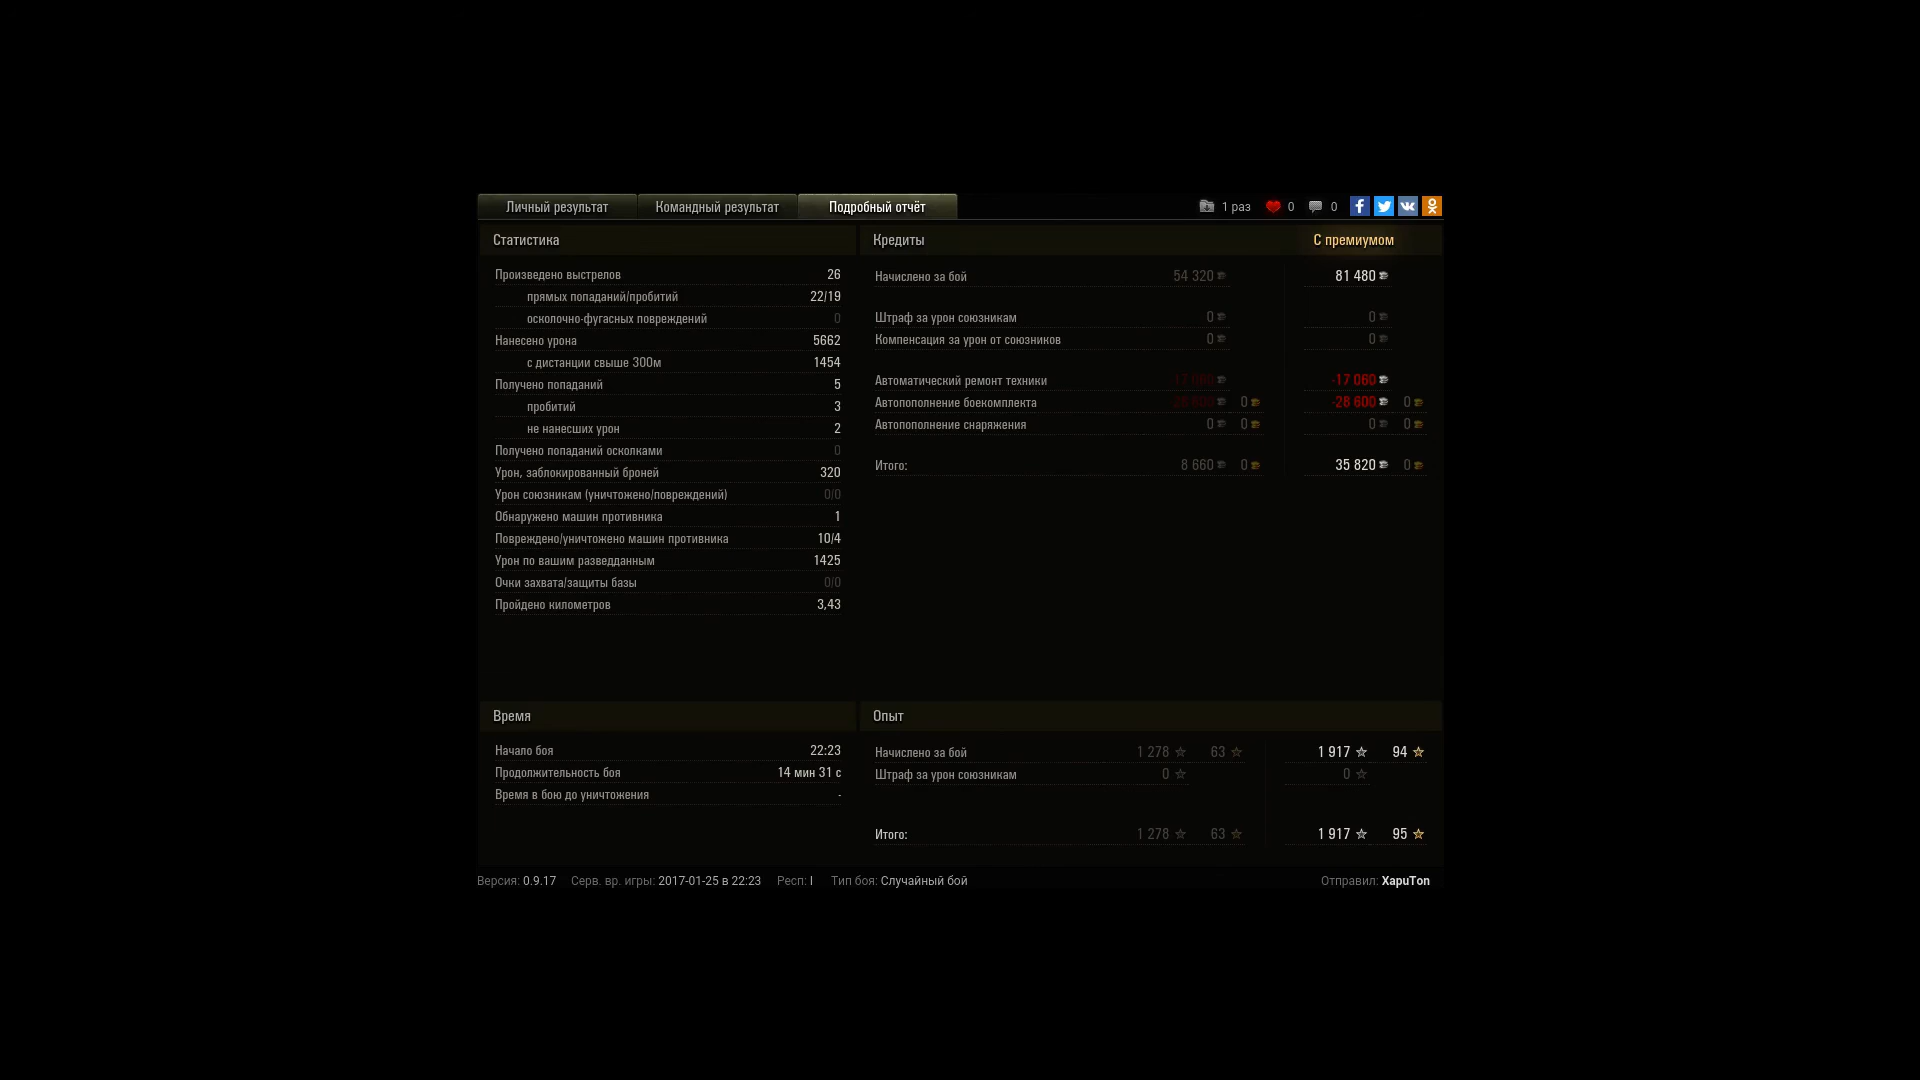 Личный результат Командный результат Подробный отчёт 1 раз 0 0
Статистика
Произведено выстрелов 26
прямых попаданий/пробитий 22/19
осколочно-фугасных повреждений 0
Нанесено урона 5662
с дистанции свыше 300м 1454
Получено попаданий 5
пробитий 3
не нанесших урон 2
Получено попаданий осколками 0
Урон, заблокированный броней 320
Урон союзникам (уничтожено/повреждений) 0/0
Обнаружено машин противника 1
Повреждено/уничтожено машин противника 10/4
Урон по вашим разведданным 1425
Очки захвата/защиты базы 0/0
Пройдено километров 3,43
Кредиты С премиумом
Начислено за бой 54 320 81 480
Штраф за урон союзникам 0 0
Компенсация за урон от союзников 0 0
Автоматический ремонт техники -17 060 -17 060
Автопополнение боекомплекта -28 600 0 -28 600 0
Автопополнение снаряжения 0 0 0 0
Итого: 8 660 0 35 820 0
Время
Начало боя 22:23
Продолжительность боя 14 мин 31 с
Время в бою до уничтожения -
Опыт
Начислено за бой 1 278 63 1 917 94
Штраф за урон союзникам 0 0
Итого: 1 278 63 1 917 95
Версия: 0.9.17 Серв. вр. игры: 2017-01-25 в 22:23 Респ: I Тип боя: Случайный бой Отправил: XapuTon